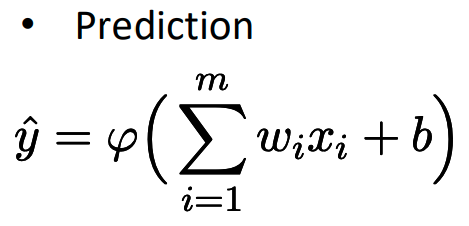 • Prediction
ŷ = φ(∑_{i=1}^{m} w_i x_i + b)